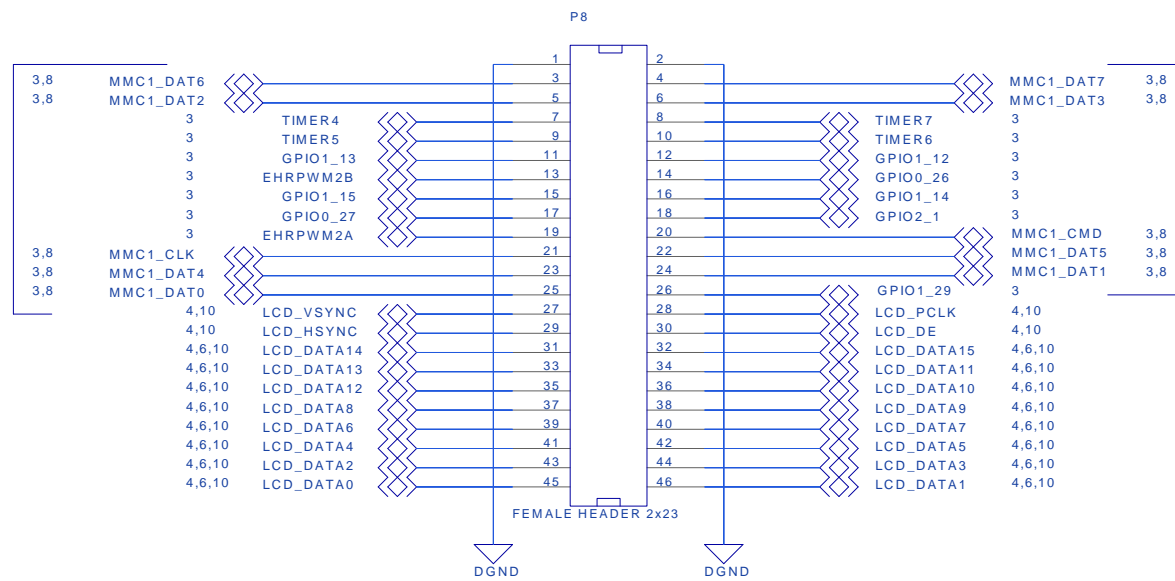 P8
1 2
3,8 MMC1_DAT6 3 4 MMC1_DAT7 3,8
3,8 MMC1_DAT2 5 6 MMC1_DAT3 3,8
3 TIMER4 7 8 TIMER7 3
3 TIMER5 9 10 TIMER6 3
3 GPIO1_13 11 12 GPIO1_12 3
3 EHRPWM2B 13 14 GPIO0_26 3
3 GPIO1_15 15 16 GPIO1_14 3
3 GPIO0_27 17 18 GPIO2_1 3
3 EHRPWM2A 19 20 MMC1_CMD 3,8
3,8 MMC1_CLK 21 22 MMC1_DAT5 3,8
3,8 MMC1_DAT4 23 24 MMC1_DAT1 3,8
3,8 MMC1_DAT0 25 26 GPIO1_29 3
4,10 LCD_VSYNC 27 28 LCD_PCLK 4,10
4,10 LCD_HSYNC 29 30 LCD_DE 4,10
4,6,10 LCD_DATA14 31 32 LCD_DATA15 4,6,10
4,6,10 LCD_DATA13 33 34 LCD_DATA11 4,6,10
4,6,10 LCD_DATA12 35 36 LCD_DATA10 4,6,10
4,6,10 LCD_DATA8 37 38 LCD_DATA9 4,6,10
4,6,10 LCD_DATA6 39 40 LCD_DATA7 4,6,10
4,6,10 LCD_DATA4 41 42 LCD_DATA5 4,6,10
4,6,10 LCD_DATA2 43 44 LCD_DATA3 4,6,10
4,6,10 LCD_DATA0 45 46 LCD_DATA1 4,6,10
FEMALE HEADER 2x23
DGND DGND